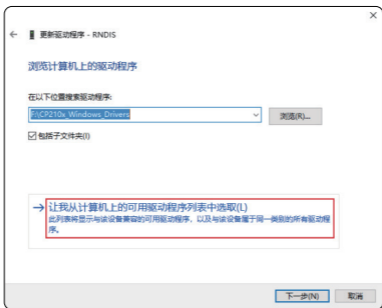 更新驱动程序 - RNDIS
浏览计算机上的驱动程序
在以下位置搜索驱动程序:
F:\CP210x_Windows_Drivers
浏览(R)...
包括子文件夹(I)
让我从计算机上的可用驱动程序列表中选取(L)
此列表将显示与该设备兼容的可用驱动程序，以及与该设备属于同一类别的所有驱动程
序。
下一步(N)
取消